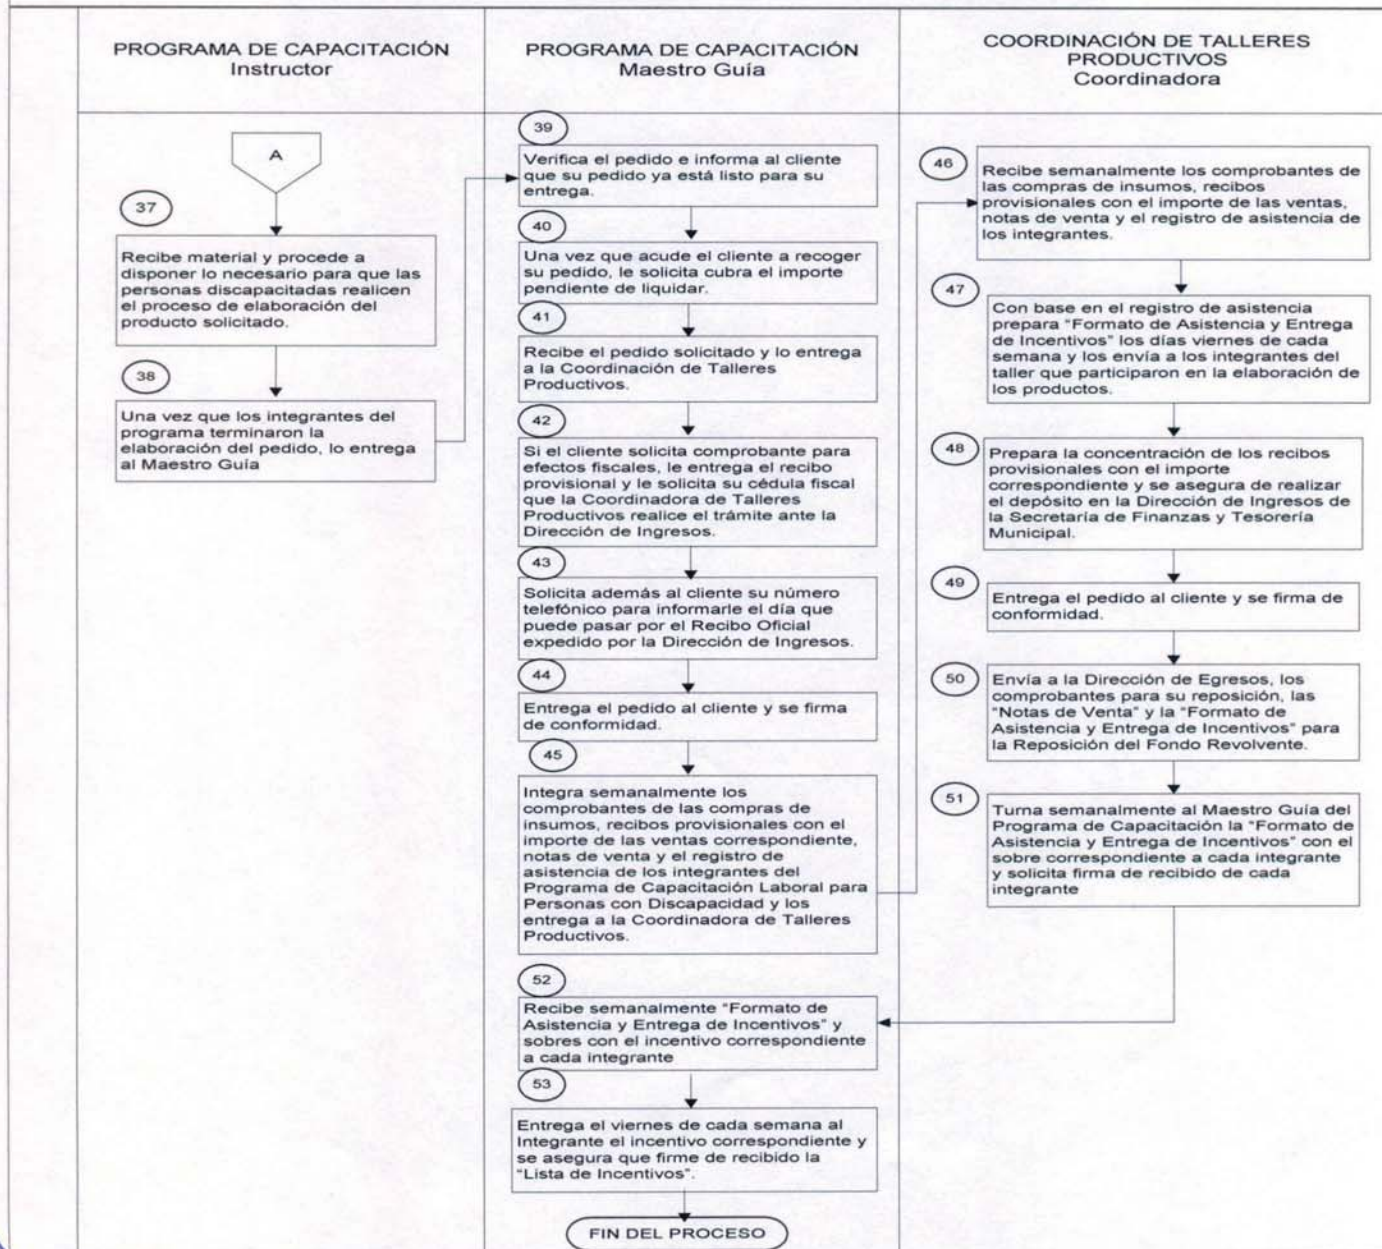 PROGRAMA DE CAPACITACIÓN
Instructor
PROGRAMA DE CAPACITACIÓN
Maestro Guía
COORDINACIÓN DE TALLERES
PRODUCTIVOS
Coordinadora
A
37
Recibe material y procede a
disponer lo necesario para que las
personas discapacitadas realicen
el proceso de elaboración del
producto solicitado.
38
Una vez que los integrantes del
programa terminaron la
elaboración del pedido, lo entrega
al Maestro Guía
39
Verifica el pedido e informa al cliente
que su pedido ya está listo para su
entrega.
40
Una vez que acude el cliente a recoger
su pedido, le solicita cubra el importe
pendiente de liquidar.
41
Recibe el pedido solicitado y lo entrega
a la Coordinación de Talleres
Productivos.
42
Si el cliente solicita comprobante para
efectos fiscales, le entrega el recibo
provisional y le solicita su cédula fiscal
que la Coordinadora de Talleres
Productivos realice el trámite ante la
Dirección de Ingresos.
43
Solicita además al cliente su número
telefónico para informarle el día que
puede pasar por el Recibo Oficial
expedido por la Dirección de Ingresos.
44
Entrega el pedido al cliente y se firma
de conformidad.
45
Integra semanalmente los
comprobantes de las compras de
insumos, recibos provisionales con el
importe de las ventas correspondiente,
notas de venta y el registro de
asistencia de los integrantes del
Programa de Capacitación Laboral para
Personas con Discapacidad y los
entrega a la Coordinadora de Talleres
Productivos.
46
Recibe semanalmente los comprobantes de
las compras de insumos, recibos
provisionales con el importe de las ventas,
notas de venta y el registro de asistencia de
los integrantes.
47
Con base en el registro de asistencia
prepara “Formato de Asistencia y Entrega
de Incentivos” los días viernes de cada
semana y los envía a los integrantes del
taller que participaron en la elaboración de
los productos.
48
Prepara la concentración de los recibos
provisionales con el importe
correspondiente y se asegura de realizar
el depósito en la Dirección de Ingresos de
la Secretaría de Finanzas y Tesorería
Municipal.
49
Entrega el pedido al cliente y se firma de
conformidad.
50
Envía a la Dirección de Egresos, los
comprobantes para su reposición, las
“Notas de Venta” y la “Formato de
Asistencia y Entrega de Incentivos” para
la Reposición del Fondo Revolvente.
51
Turna semanalmente al Maestro Guía del
Programa de Capacitación la “Formato de
Asistencia y Entrega de Incentivos” con el
sobre correspondiente a cada integrante
y solicita firma de recibido de cada
integrante
52
Recibe semanalmente “Formato de
Asistencia y Entrega de Incentivos” y
sobres con el incentivo correspondiente
a cada integrante
53
Entrega el viernes de cada semana al
Integrante el incentivo correspondiente y
se asegura que firme de recibido la
“Lista de Incentivos”.
FIN DEL PROCESO